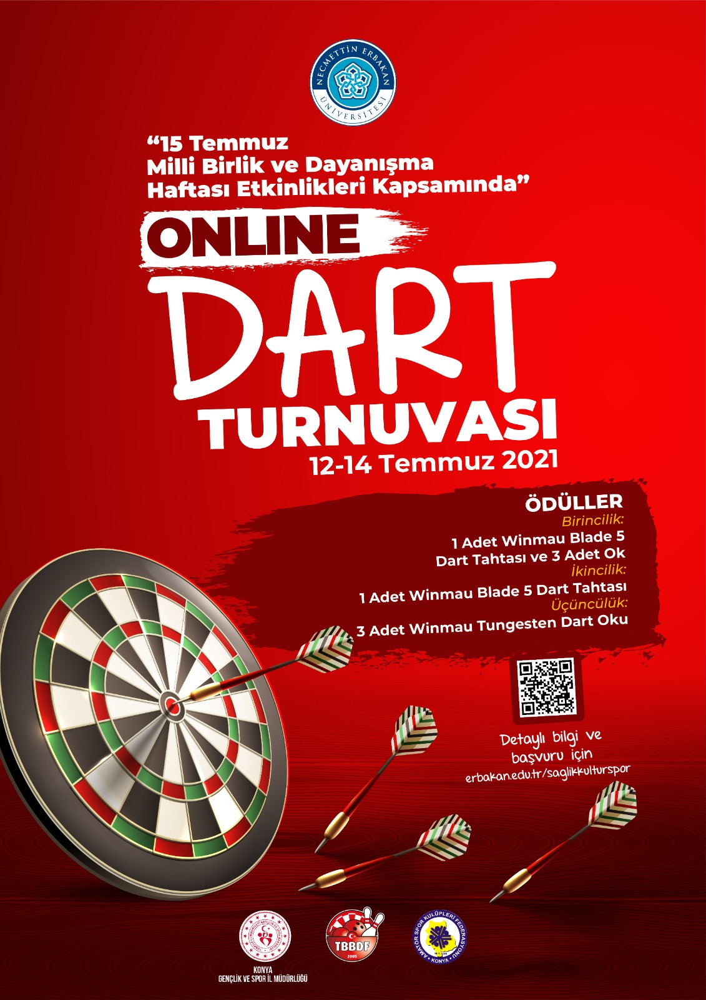 NECMETTİN ERBAKAN
ÜNİVERSİTESİ
“15 Temmuz
Milli Birlik ve Dayanışma
Haftası Etkinlikleri Kapsamında”
ONLINE
DART
TURNUVASI
12-14 Temmuz 2021
ÖDÜLLER
Birincilik:
1 Adet Winmau Blade 5
Dart Tahtası ve 3 Adet Ok
İkincilik:
1 Adet Winmau Blade 5 Dart Tahtası
Üçüncülük:
3 Adet Winmau Tungesten Dart Oku
Detaylı bilgi ve
başvuru için
erbakan.edu.tr/saglikkulturspor
KONYA
GENÇLİK VE SPOR İL MÜDÜRLÜĞÜ
TBBDF
2005
AMATÖR SPOR KULÜPLERİ FEDERASYONU
KONYA